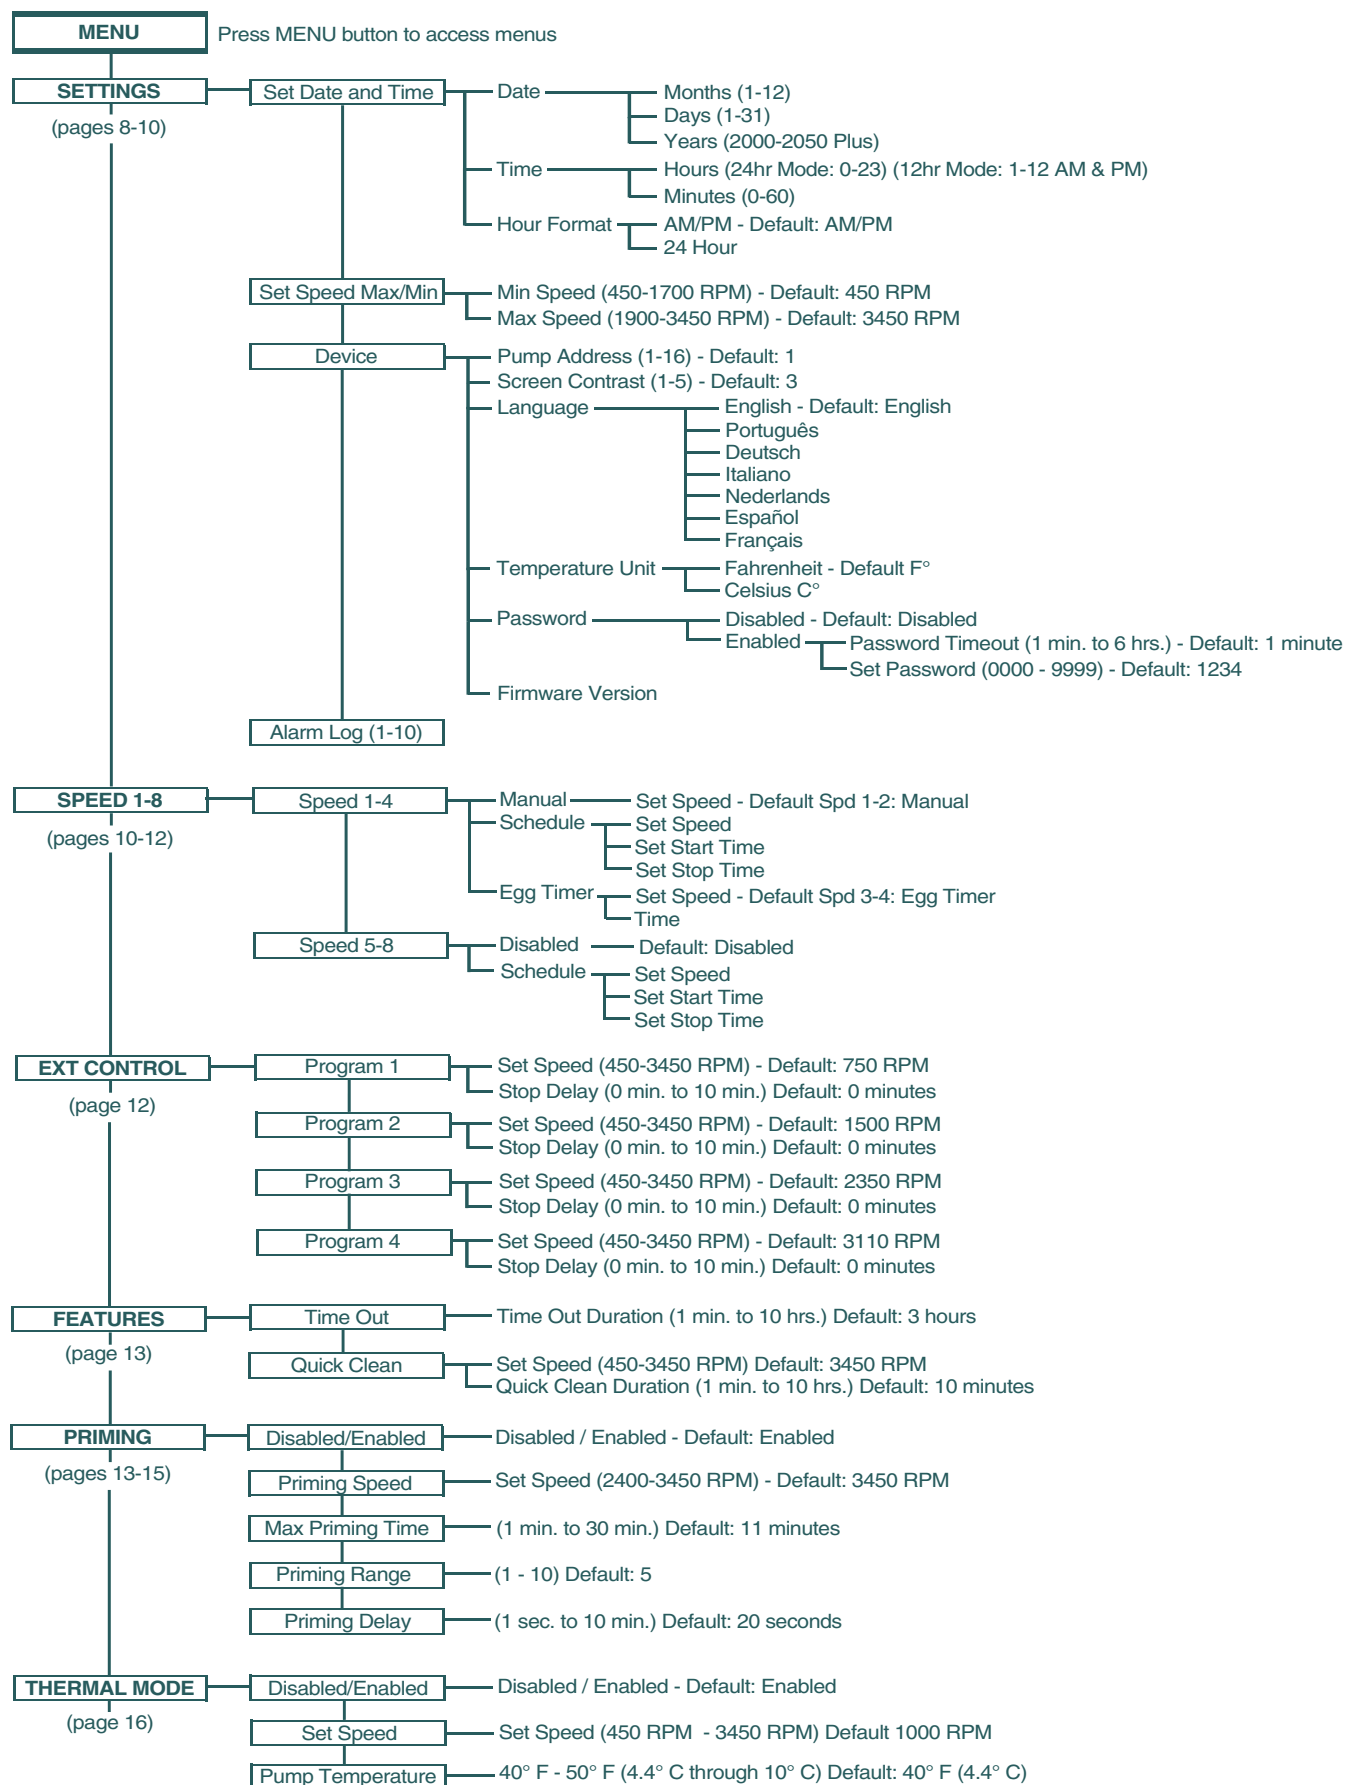 MENU Press MENU button to access menus
SETTINGS Set Date and Time Date Months (1-12)
(pages 8-10) Days (1-31)
Years (2000-2050 Plus)
Time Hours (24hr Mode: 0-23) (12hr Mode: 1-12 AM & PM)
Minutes (0-60)
Hour Format AM/PM - Default: AM/PM
24 Hour
Set Speed Max/Min Min Speed (450-1700 RPM) - Default: 450 RPM
Max Speed (1900-3450 RPM) - Default: 3450 RPM
Device Pump Address (1-16) - Default: 1
Screen Contrast (1-5) - Default: 3
Language English - Default: English
Português
Deutsch
Italiano
Nederlands
Español
Français
Temperature Unit Fahrenheit - Default F°
Celsius C°
Password Disabled - Default: Disabled
Enabled Password Timeout (1 min. to 6 hrs.) - Default: 1 minute
Set Password (0000 - 9999) - Default: 1234
Firmware Version
Alarm Log (1-10)
SPEED 1-8 Speed 1-4 Manual Set Speed - Default Spd 1-2: Manual
(pages 10-12) Schedule Set Speed
Set Start Time
Set Stop Time
Egg Timer Set Speed - Default Spd 3-4: Egg Timer
Time
Speed 5-8 Disabled Default: Disabled
Schedule Set Speed
Set Start Time
Set Stop Time
EXT CONTROL Program 1 Set Speed (450-3450 RPM) - Default: 750 RPM
(page 12) Stop Delay (0 min. to 10 min.) Default: 0 minutes
Program 2 Set Speed (450-3450 RPM) - Default: 1500 RPM
Stop Delay (0 min. to 10 min.) Default: 0 minutes
Program 3 Set Speed (450-3450 RPM) - Default: 2350 RPM
Stop Delay (0 min. to 10 min.) Default: 0 minutes
Program 4 Set Speed (450-3450 RPM) - Default: 3110 RPM
Stop Delay (0 min. to 10 min.) Default: 0 minutes
FEATURES Time Out Time Out Duration (1 min. to 10 hrs.) Default: 3 hours
(page 13) Quick Clean Set Speed (450-3450 RPM) Default: 3450 RPM
Quick Clean Duration (1 min. to 10 hrs.) Default: 10 minutes
PRIMING Disabled/Enabled Disabled / Enabled - Default: Enabled
(pages 13-15) Priming Speed Set Speed (2400-3450 RPM) - Default: 3450 RPM
Max Priming Time (1 min. to 30 min.) Default: 11 minutes
Priming Range (1 - 10) Default: 5
Priming Delay (1 sec. to 10 min.) Default: 20 seconds
THERMAL MODE Disabled/Enabled Disabled / Enabled - Default: Enabled
(page 16) Set Speed Set Speed (450 RPM - 3450 RPM) Default 1000 RPM
Pump Temperature 40° F - 50° F (4.4° C through 10° C) Default: 40° F (4.4° C)